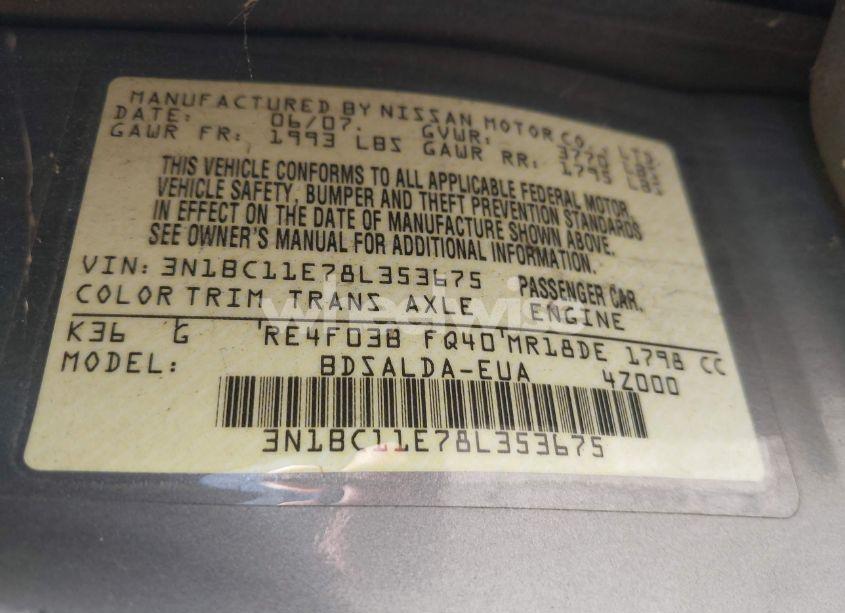 MANUFACTURED BY NISSAN MOTOR CO., LTD.
DATE: 06/07. GVWR: 3770 LBS
GAWR FR: 1993 LBS GAWR RR: 1795 LBS
THIS VEHICLE CONFORMS TO ALL APPLICABLE FEDERAL MOTOR
VEHICLE SAFETY, BUMPER AND THEFT PREVENTION STANDARDS
IN EFFECT ON THE DATE OF MANUFACTURE SHOWN ABOVE.
SEE OWNER'S MANUAL FOR ADDITIONAL INFORMATION.
VIN: 3N1BC11E78L353675 PASSENGER CAR.
COLOR TRIM TRANS AXLE ENGINE
K36 G RE4F03B FQ40 MR18DE 1798 CC
MODEL: BDSALDA-EUA 4Z000
3N1BC11E78L353675